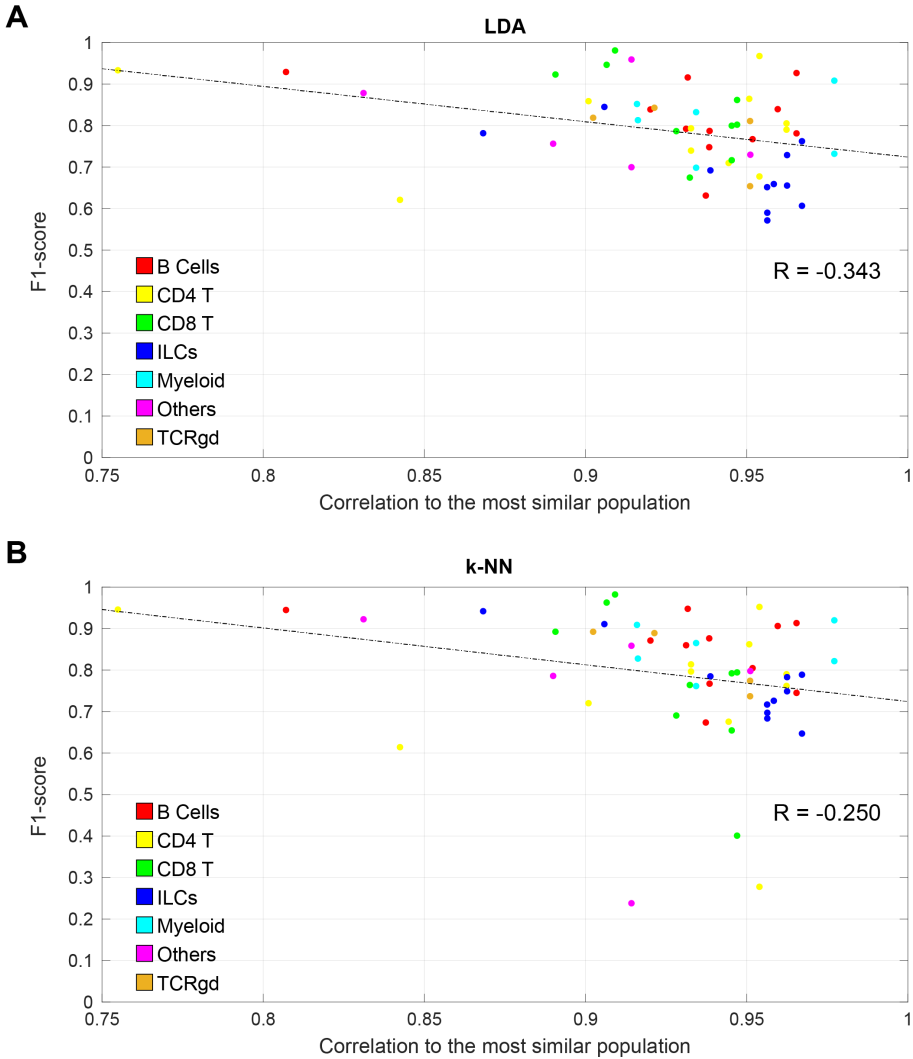 A
LDA
1
0.9
0.8
0.7
0.6
0.5
0.4
0.3
0.2
0.1
0
F1-score
R = -0.343
B Cells
CD4 T
CD8 T
ILCs
Myeloid
Others
TCRgd
0.75
0.8
0.85
0.9
0.95
1
Correlation to the most similar population
B
k-NN
1
0.9
0.8
0.7
0.6
0.5
0.4
0.3
0.2
0.1
0
F1-score
R = -0.250
B Cells
CD4 T
CD8 T
ILCs
Myeloid
Others
TCRgd
0.75
0.8
0.85
0.9
0.95
1
Correlation to the most similar population